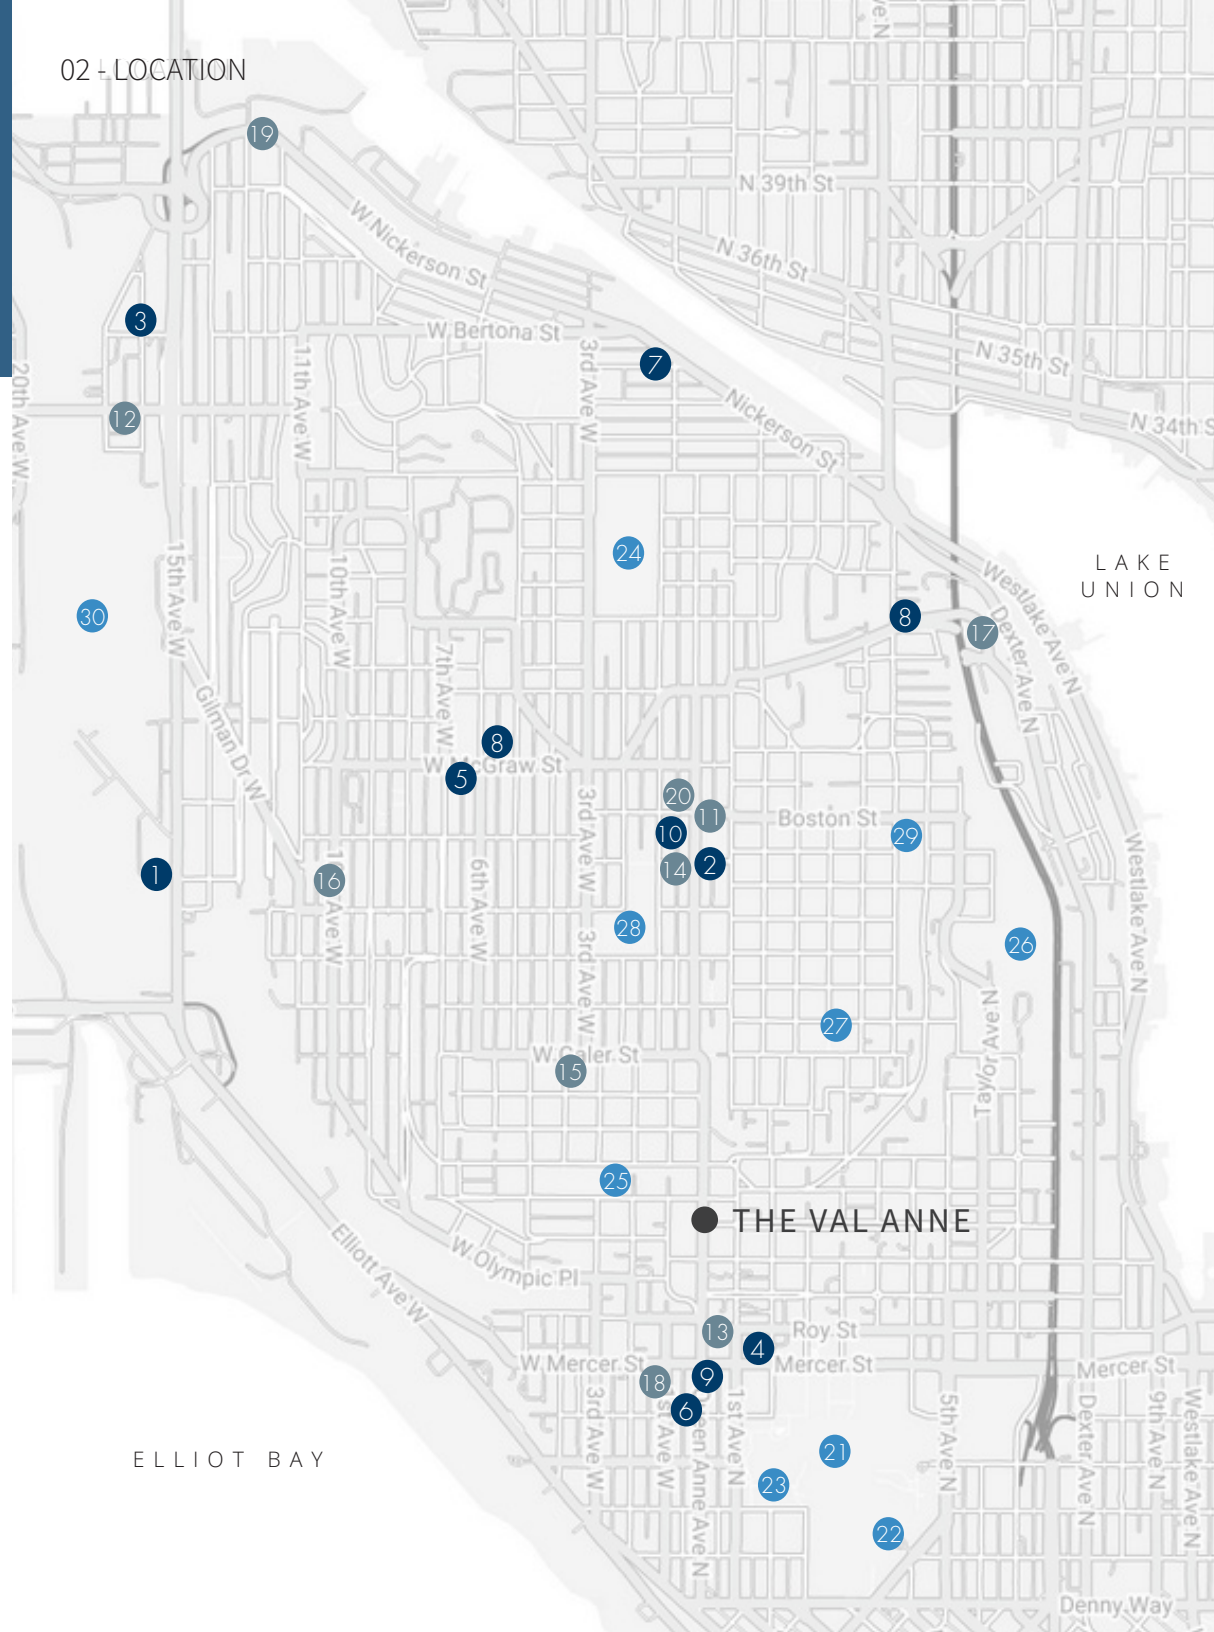 02 - LOCATION
ve. N
19
N 39th St
W Nickerson St
N 36th St
3
W Bertona St
11th Ave W
3rd Ave W
7
N 35th St
20th Ave W
12
Nickerson St
N 34th S
24
15th Ave W
10th Ave W
LAKE
UNION
Westlake Ave N
30
8
17
Dexter Ave N
7th Ave W
Gilman Dr W
8
W McGraw St
5
3rd Ave W
20
11
Boston St
10
29
2
14
1
16
Ave W
6th Ave W
Westlake Ave N
28
3rd Ave W
26
27
Taylor Ave N
W Galer St
15
25
THE VAL ANNE
Elliott Ave W
W Olympic Pl
13
Roy St
4
W Mercer St
Mercer St
Mercer St
9
18
6
3rd Ave W
st Ave W
een Anne Ave N
1st Ave N
5th Ave N
Dexter Ave N
9th Ave N
Westlake Ave N
ELLIOT BAY
21
23
22
Denny Way